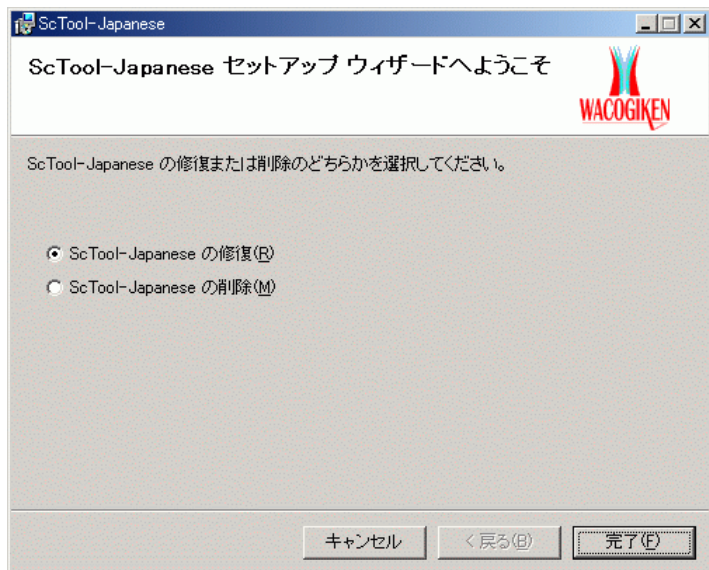 ScTool-Japanese
ScTool-Japanese セットアップ ウィザードへようこそ
WACOGIKEN
ScTool-Japanese の修復または削除のどちらかを選択してください。
ScTool-Japanese の修復(R)
ScTool-Japanese の削除(M)
キャンセル
< 戻る(B)
完了(F)